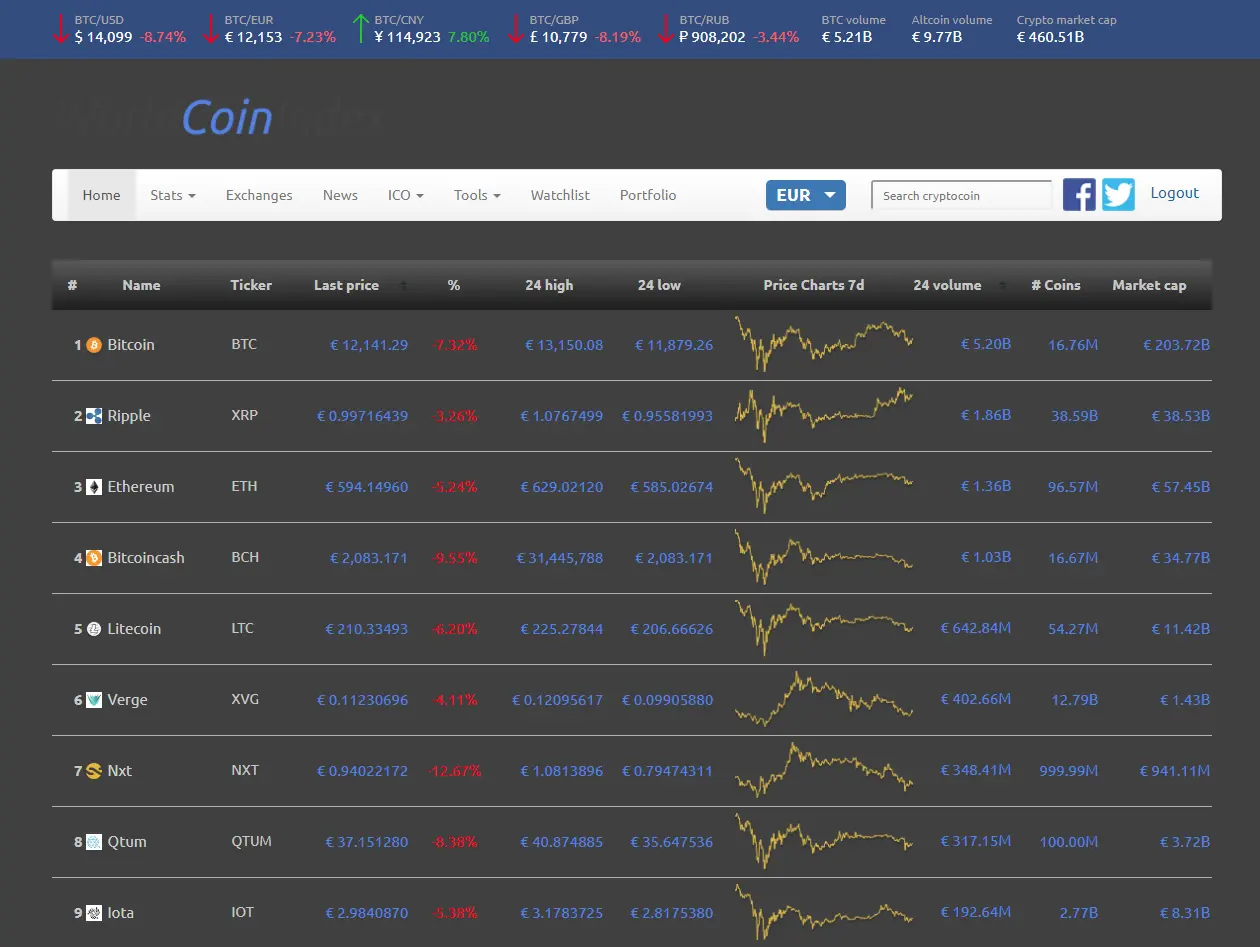 BTC/USD BTC/EUR BTC/CNY BTC/GBP BTC/RUB BTC volume Altcoin volume Crypto market cap
$ 14,099 -8.74% € 12,153 -7.23% ¥ 114,923 7.80% £ 10,779 -8.19% ₽ 908,202 -3.44% € 5.21B € 9.77B € 460.51B
WorldCoinIndex
Home Stats Exchanges News ICO Tools Watchlist Portfolio EUR Search cryptocoin Logout
# Name Ticker Last price % 24 high 24 low Price Charts 7d 24 volume # Coins Market cap
1 Bitcoin BTC € 12,141.29 -7.32% € 13,150.08 € 11,879.26 € 5.20B 16.76M € 203.72B
2 Ripple XRP € 0.99716439 -3.26% € 1.0767499 € 0.95581993 € 1.86B 38.59B € 38.53B
3 Ethereum ETH € 594.14960 -5.24% € 629.02120 € 585.02674 € 1.36B 96.57M € 57.45B
4 Bitcoincash BCH € 2,083.171 -9.55% € 31,445,788 € 2,083.171 € 1.03B 16.67M € 34.77B
5 Litecoin LTC € 210.33493 -6.20% € 225.27844 € 206.66626 € 642.84M 54.27M € 11.42B
6 Verge XVG € 0.11230696 -4.11% € 0.12095617 € 0.09905880 € 402.66M 12.79B € 1.43B
7 Nxt NXT € 0.94022172 -12.67% € 1.0813896 € 0.79474311 € 348.41M 999.99M € 941.11M
8 Qtum QTUM € 37.151280 -8.38% € 40.874885 € 35.647536 € 317.15M 100.00M € 3.72B
9 Iota IOT € 2.9840870 -5.38% € 3.1783725 € 2.8175380 € 192.64M 2.77B € 8.31B